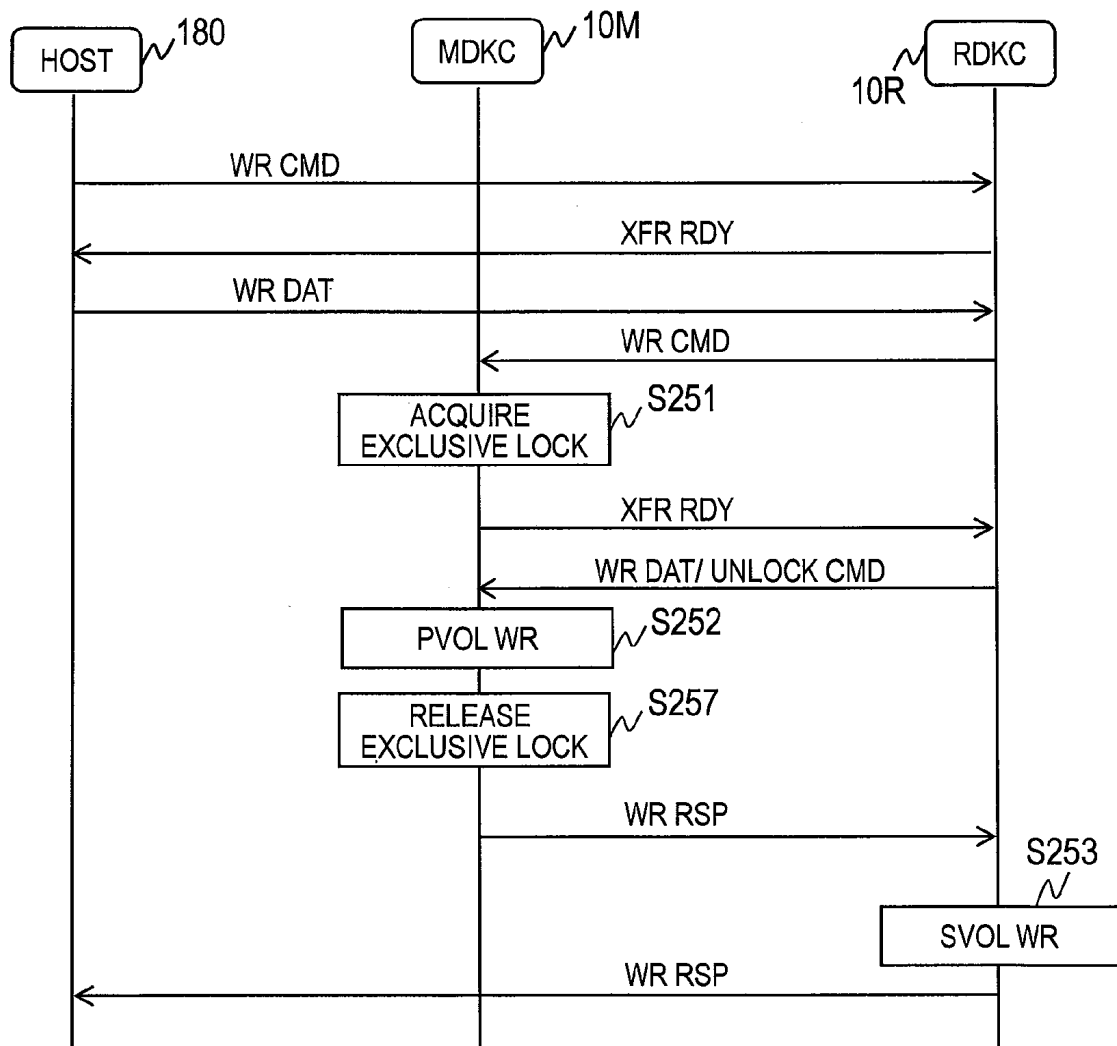 180
10M
HOST
MDKC
RDKC
10R
WR CMD
XFR RDY
WR DAT
WR CMD
S251
ACQUIRE
EXCLUSIVE LOCK
XFR RDY
WR DAT/ UNLOCK CMD
S252
PVOL WR
S257
RELEASE
EXCLUSIVE LOCK
WR RSP
S253
SVOL WR
WR RSP